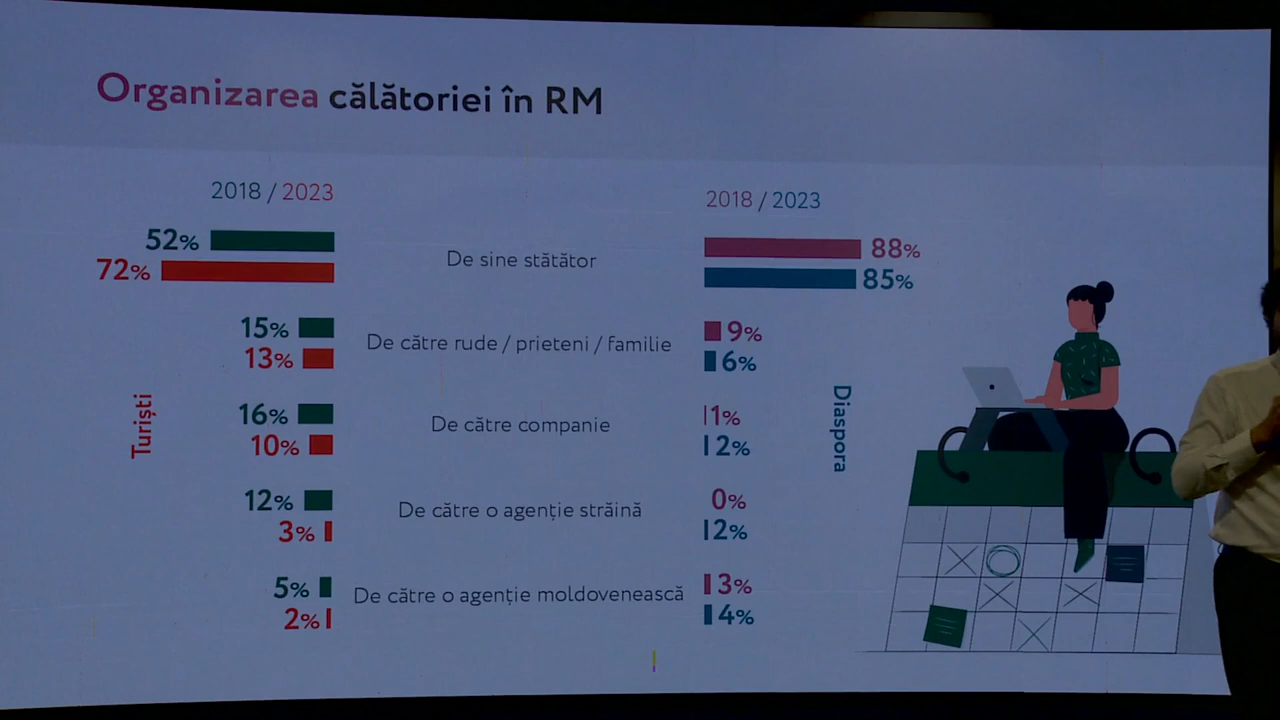 Organizarea călătoriei în RM
2018 / 2023
2018 / 2023
52%
De sine stătător
88%
72%
85%
15%
De către rude / prieteni / familie
9%
13%
6%
Turiști
16%
De către companie
1%
Diaspora
10%
2%
12%
De către o agenție străină
0%
3%
2%
5%
De către o agenție moldovenească
3%
2%
4%